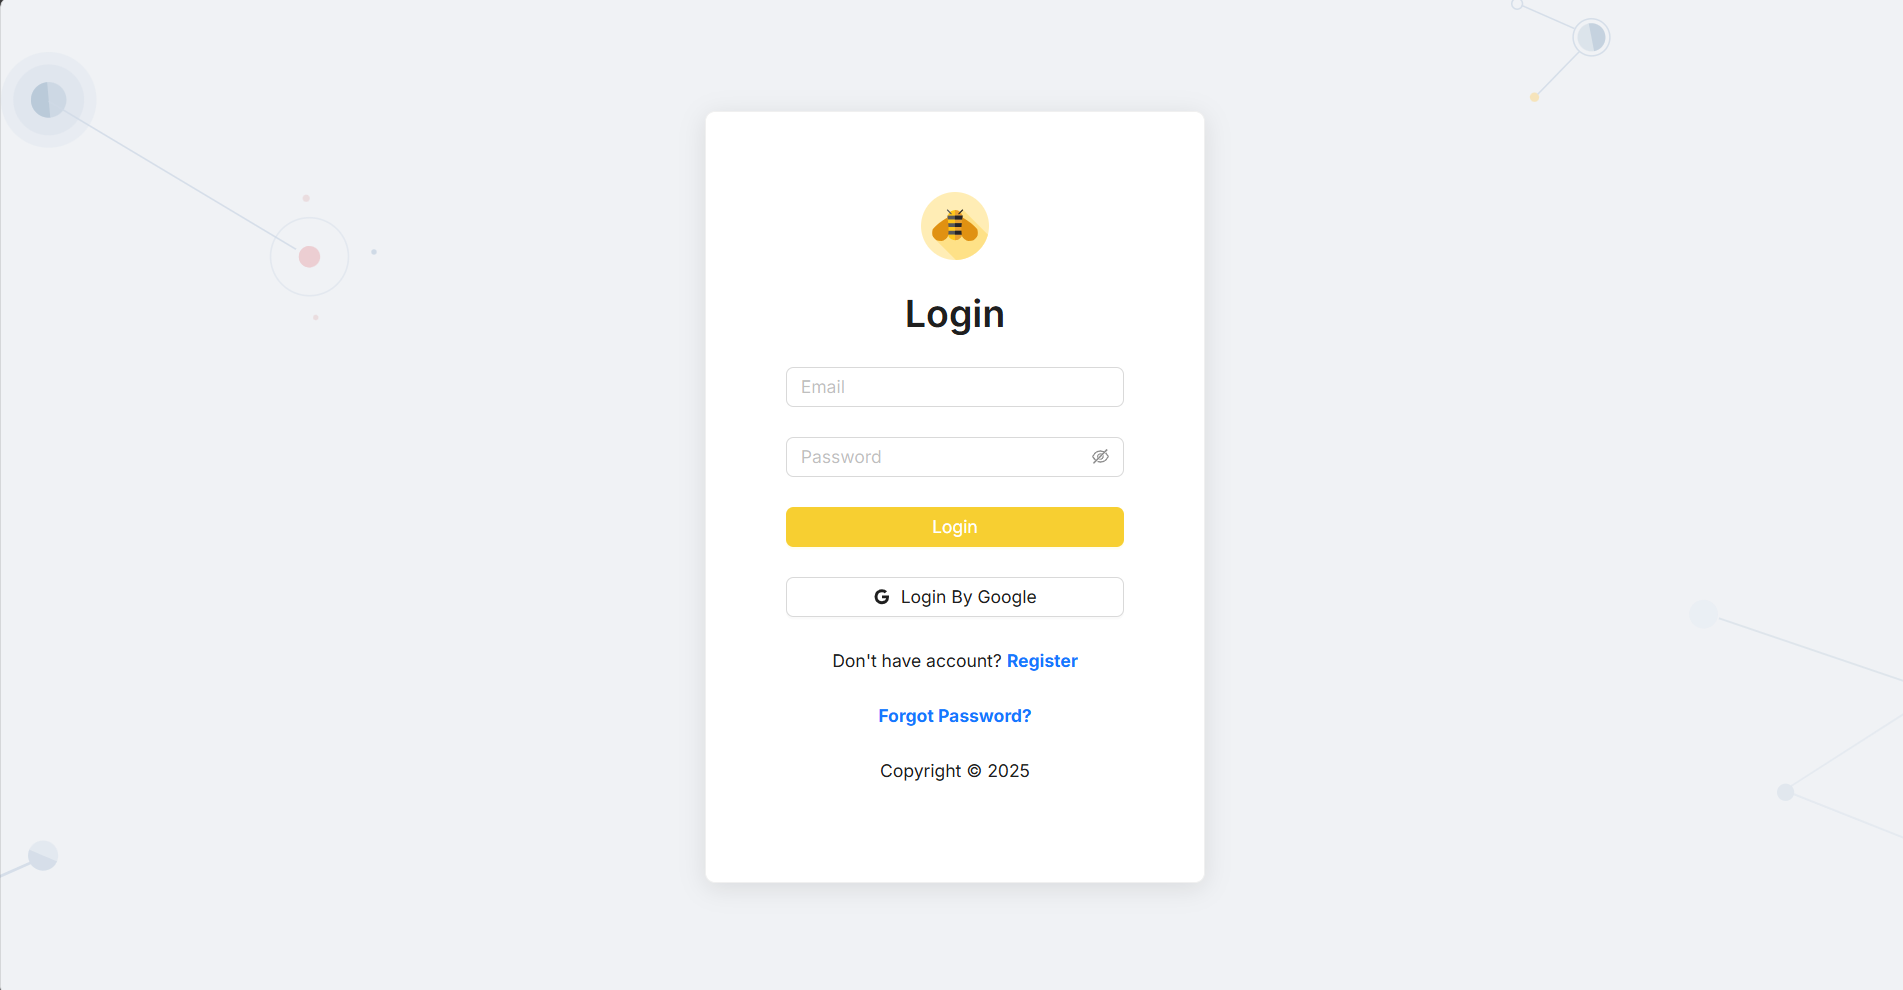 Login
Email
Password
Login
Login By Google
Don't have account? Register
Forgot Password?
Copyright © 2025